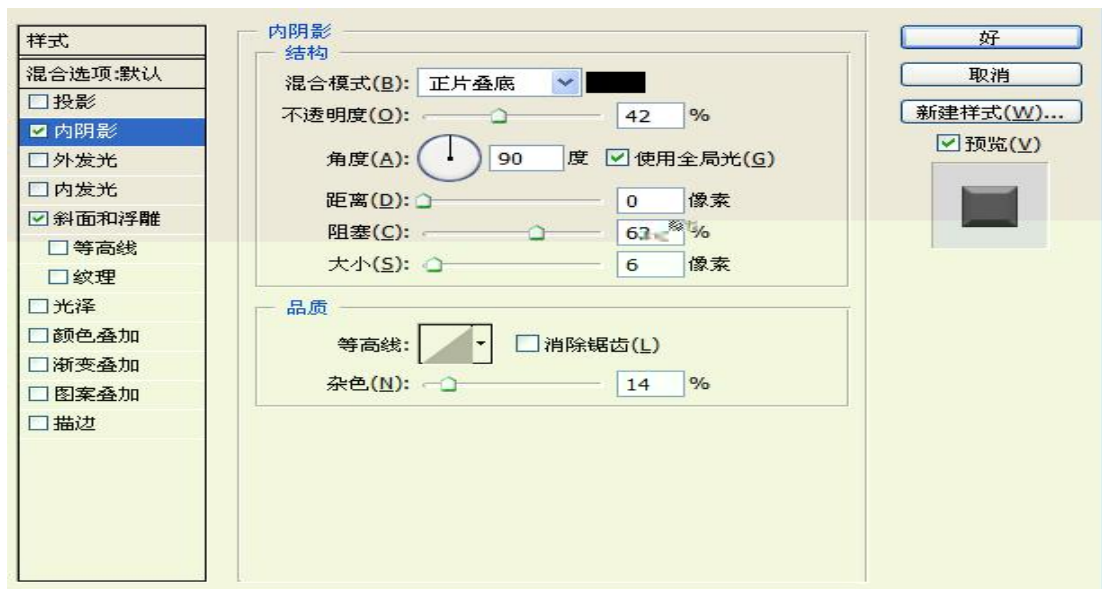 样式
混合选项:默认
投影
内阴影
外发光
内发光
斜面和浮雕
等高线
纹理
光泽
颜色叠加
渐变叠加
图案叠加
描边
内阴影
结构
混合模式(B): 正片叠底
不透明度(O): 42 %
角度(A): 90 度 使用全局光(G)
距离(D): 0 像素
阻塞(C): %
大小(S): 6 像素
品质
等高线: 消除锯齿(L)
杂色(N): 14 %
好
取消
新建样式(W)...
预览(V)